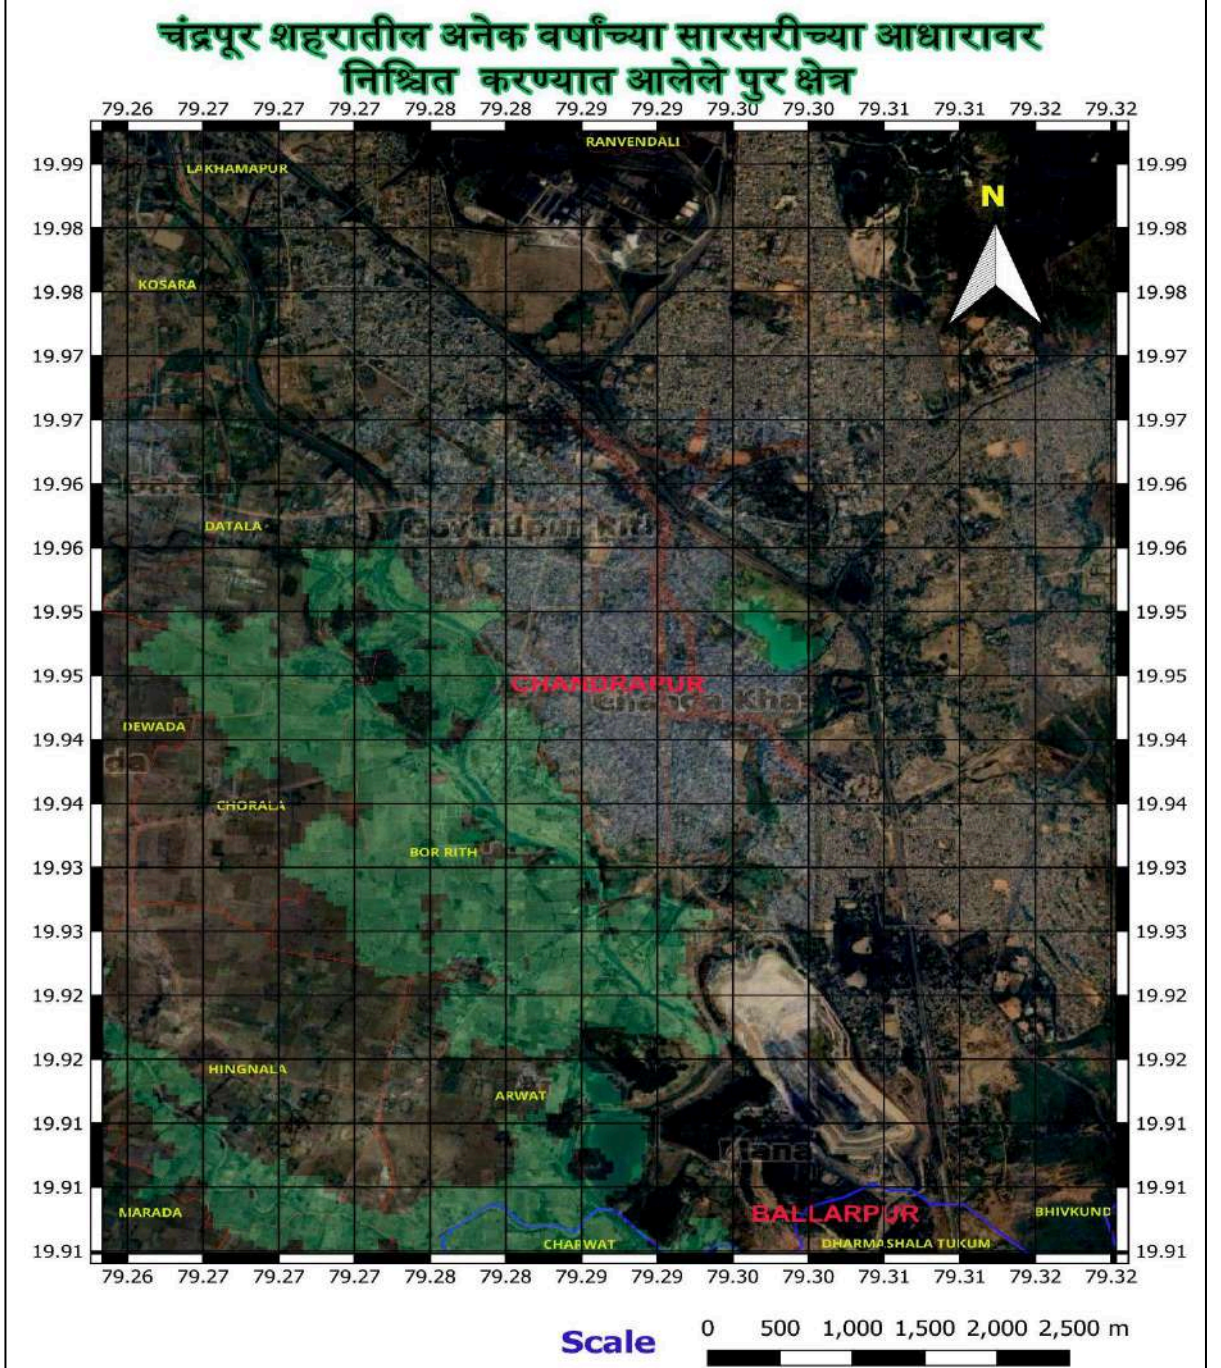 चंद्रपूर शहरातील अनेक वर्षांच्या सारसरीच्या आधारावर
निश्चित करण्यात आलेले पुर क्षेत्र
79.26 79.27 79.27 79.27 79.28 79.28 79.29 79.29 79.30 79.30 79.31 79.31 79.32 79.32
RANVENDALI
19.99 LAKHAMAPUR 19.99
N
19.98 19.98
KOSARA
19.98 19.98
19.97 19.97
19.97 19.97
19.96 19.96
DATALA Govindpur Rith
19.96 19.96
19.95 19.95
19.95 CHANDRAPUR 19.95
Chanda Khas
DEWADA
19.94 19.94
19.94 CHORALA 19.94
BOR RITH
19.93 19.93
19.93 19.93
19.92 19.92
19.92 19.92
HINGNALA
ARWAT
19.91 19.91
Mana
19.91 19.91
MARADA BALLARPUR BHIVKUND
CHARWAT DHARMASHALA TUKUM
19.91 19.91
79.26 79.27 79.27 79.27 79.28 79.28 79.29 79.29 79.30 79.30 79.31 79.31 79.32 79.32
Scale 0 500 1,000 1,500 2,000 2,500 m